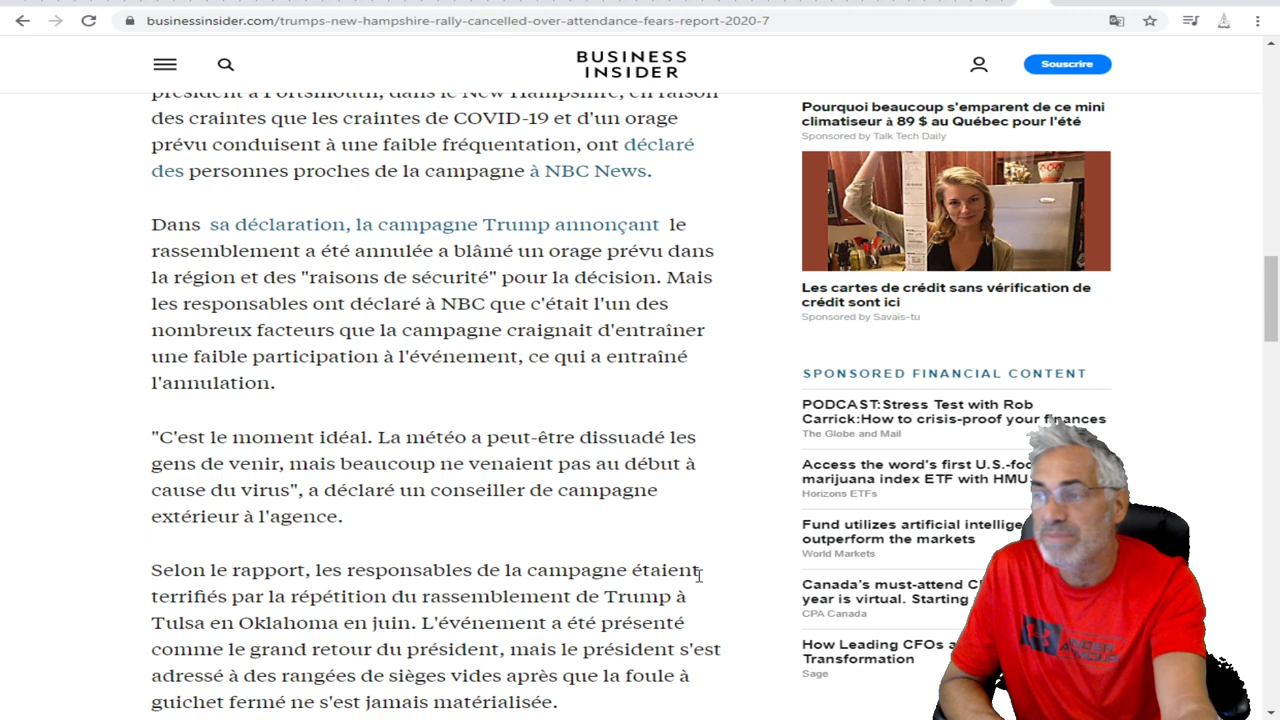 businessinsider.com/trumps-new-hampshire-rally-cancelled-over-attendance-fears-report-2020-7
BUSINESS
INSIDER
Souscrire
président à Portsmouth, dans le New Hampshire, en raison
des craintes que les craintes de COVID-19 et d'un orage
prévu conduisent à une faible fréquentation, ont déclaré
des personnes proches de la campagne à NBC News.
Dans sa déclaration, la campagne Trump annonçant le
rassemblement a été annulée a blâmé un orage prévu dans
la région et des "raisons de sécurité" pour la décision. Mais
les responsables ont déclaré à NBC que c'était l'un des
nombreux facteurs que la campagne craignait d'entraîner
une faible participation à l'événement, ce qui a entraîné
l'annulation.
"C'est le moment idéal. La météo a peut-être dissuadé les
gens de venir, mais beaucoup ne venaient pas au début à
cause du virus", a déclaré un conseiller de campagne
extérieur à l'agence.
Selon le rapport, les responsables de la campagne étaient
terrifiés par la répétition du rassemblement de Trump à
Tulsa en Oklahoma en juin. L'événement a été présenté
comme le grand retour du président, mais le président s'est
adressé à des rangées de sièges vides après que la foule à
guichet fermé ne s'est jamais matérialisée.
Pourquoi beaucoup s'emparent de ce mini
climatiseur à 89 $ au Québec pour l'été
Sponsored by Talk Tech Daily
Les cartes de crédit sans vérification de
crédit sont ici
Sponsored by Savais-tu
SPONSORED FINANCIAL CONTENT
PODCAST:Stress Test with Rob
Carrick:How to crisis-proof your finances
The Globe and Mail
Access the word's first U.S.-foc
marijuana index ETF with HMU
Horizons ETFs
Fund utilizes artificial intellige
outperform the markets
World Markets
Canada's must-attend C
year is virtual. Starting
CPA Canada
How Leading CFOs
Transformation
Sage
UNDER
ARMOUR